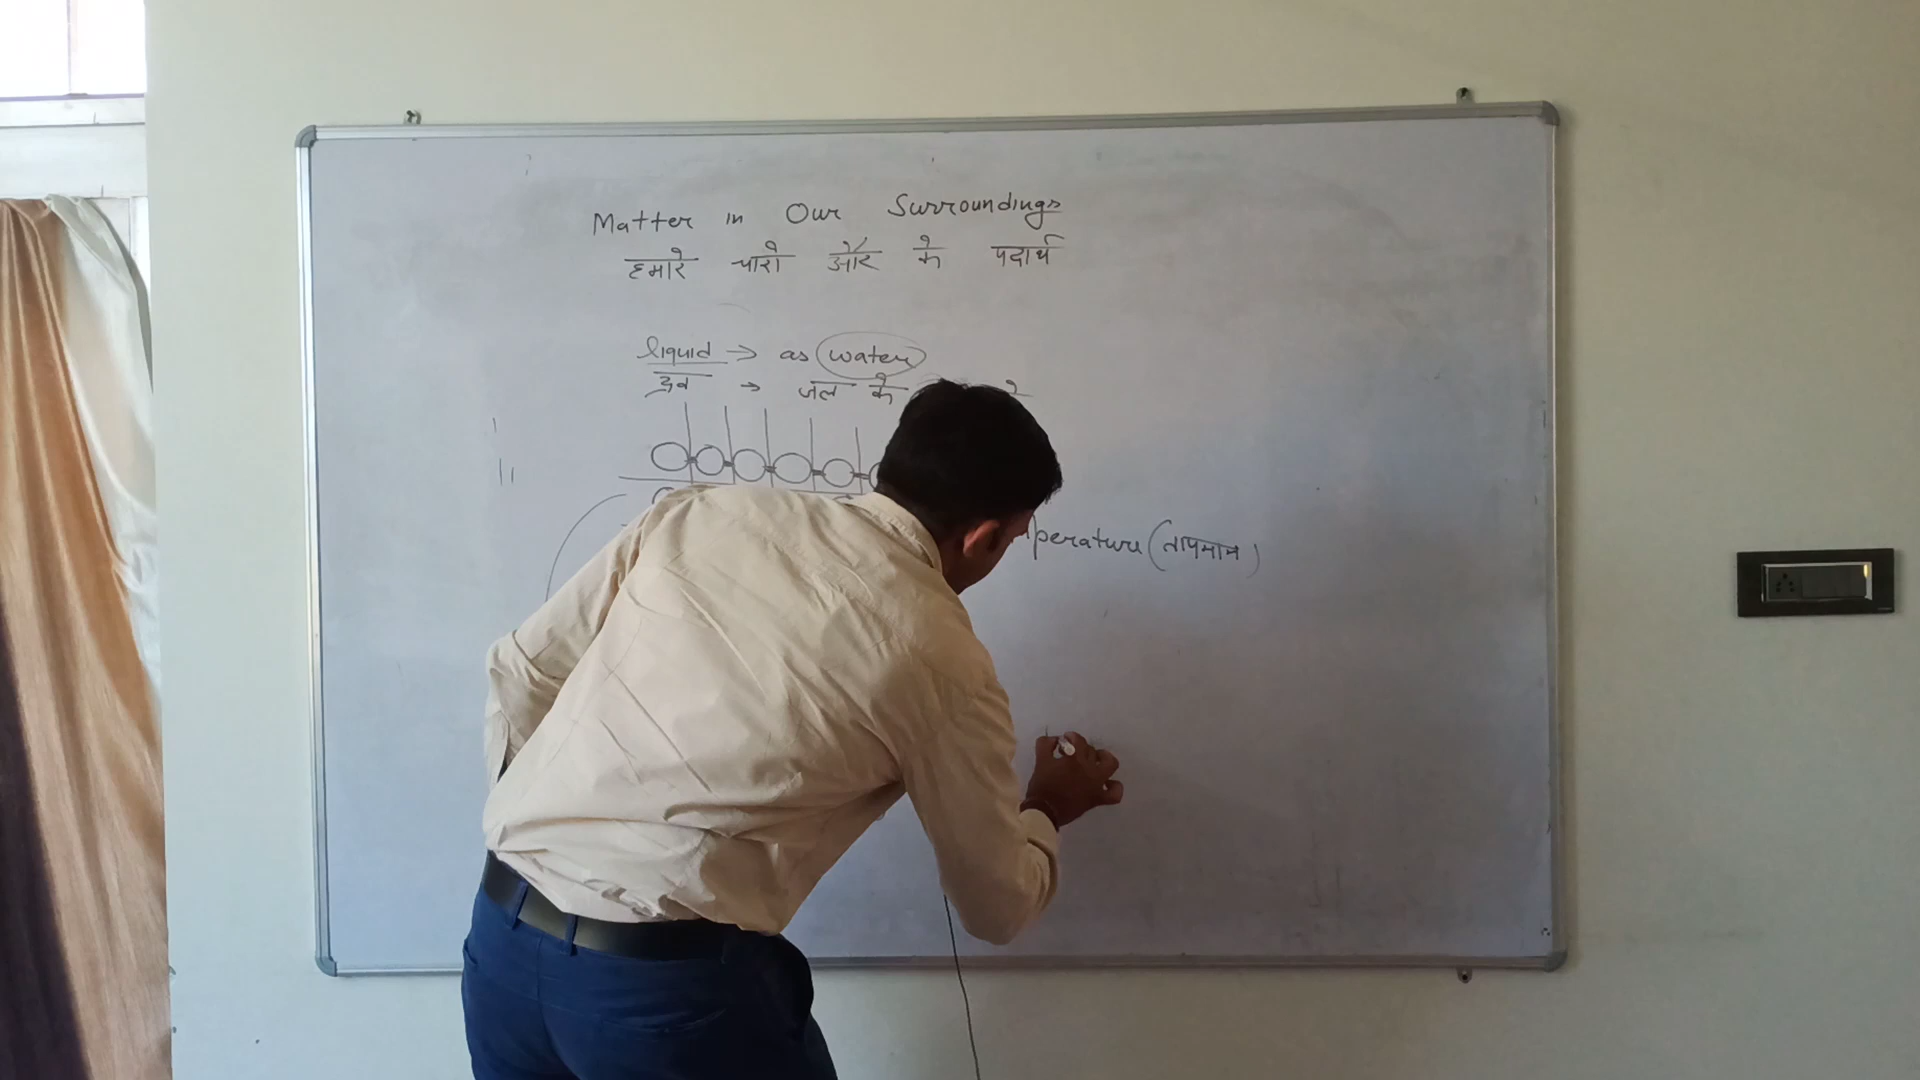 Matter in Our Surroundings
हमारे चारो ओर के पदार्थ
liquid → as water
द्रव → जल के
perature (तापमान)